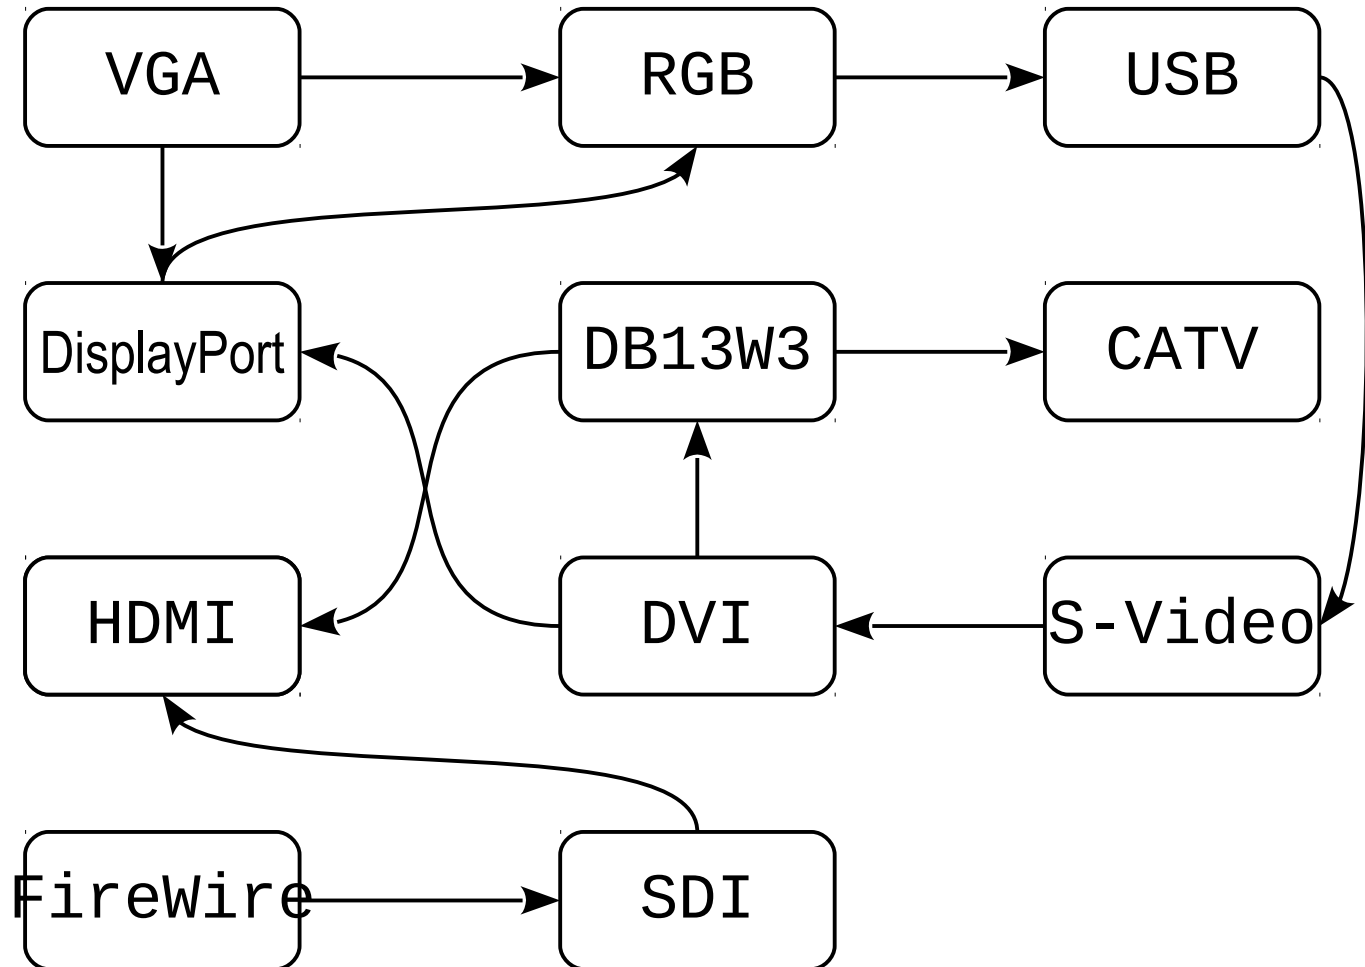 VGA
RGB
USB
DisplayPort
DB13W3
CATV
HDMI
DVI
S-Video
FireWire
SDI